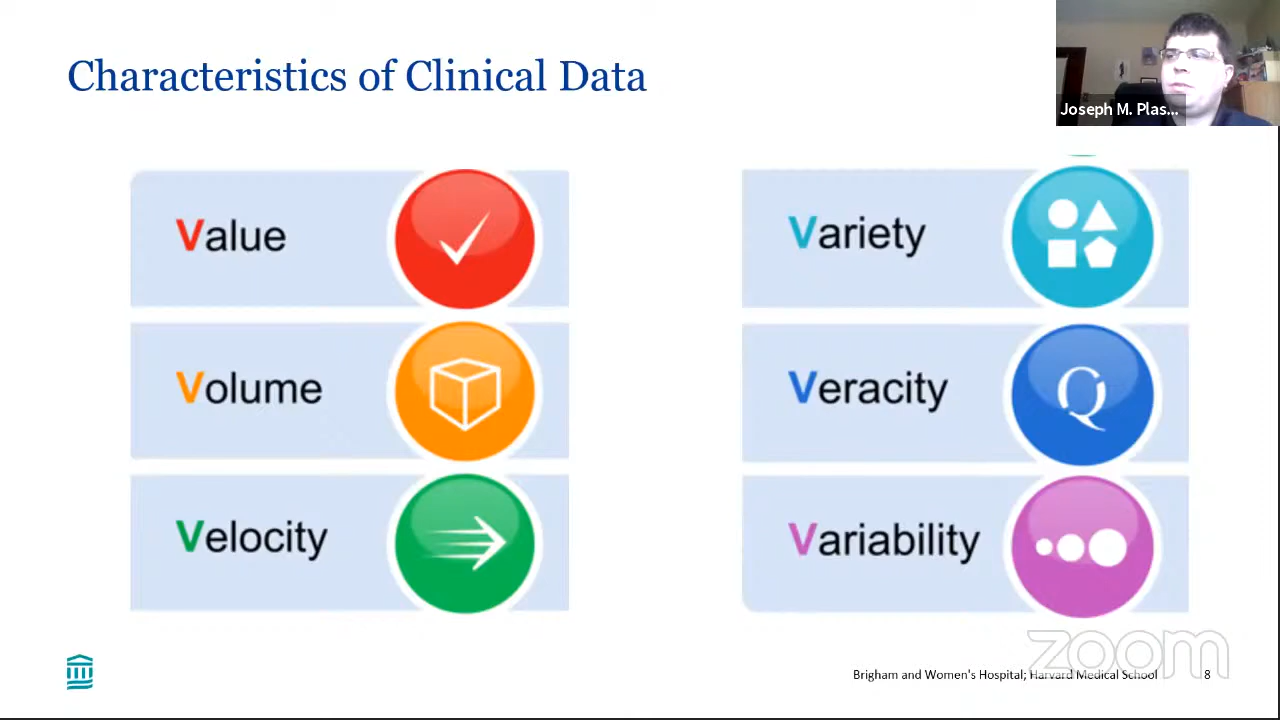 Characteristics of Clinical Data
Joseph M. Plas...
Value
Volume
Velocity
Variety
Veracity
Q
Variability
zoom
Brigham and Women's Hospital; Harvard Medical School
8